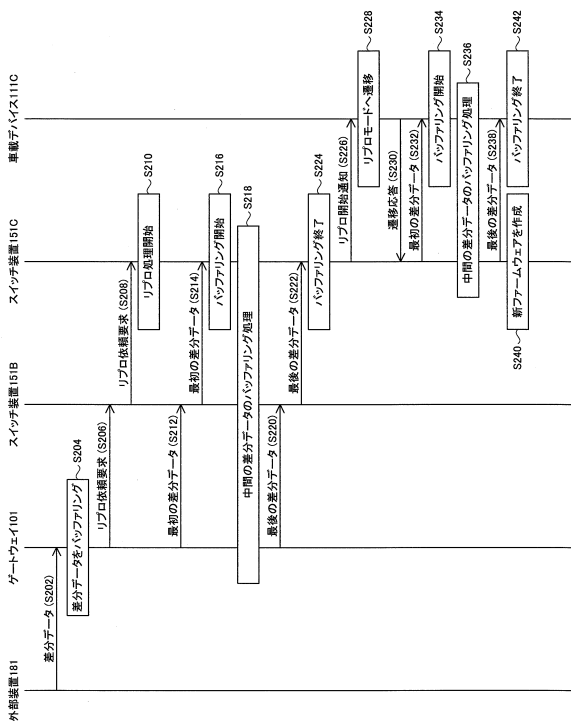 外部装置181
ゲートウェイ101
スイッチ装置151B
スイッチ装置151C
車載デバイス111C
差分データ(S202)
差分データをバッファリング
S204
リプロ依頼要求(S206)
リプロ依頼要求(S208)
リプロ処理開始
S210
最初の差分データ(S212)
最初の差分データ(S214)
バッファリング開始
S216
中間の差分データのバッファリング処理
S218
最後の差分データ(S220)
最後の差分データ(S222)
バッファリング終了
S224
リプロ開始通知(S226)
リプロモードへ遷移
S228
遷移応答(S230)
最初の差分データ(S232)
バッファリング開始
S234
中間の差分データのバッファリング処理
S236
最後の差分データ(S238)
S240
新ファームウェアを作成
バッファリング終了
S242